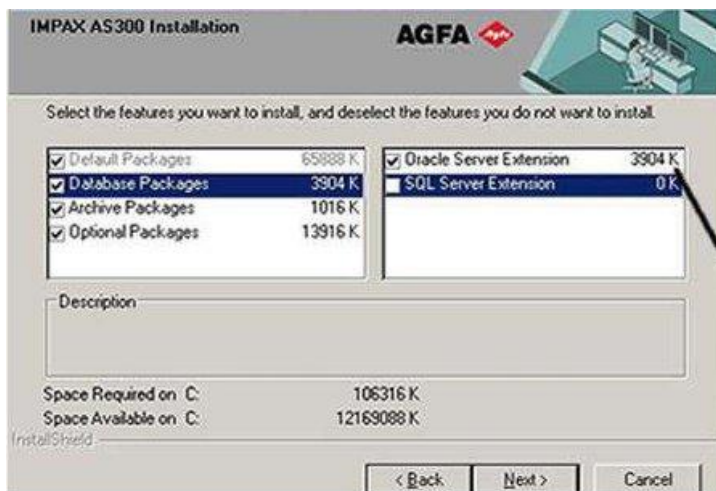 IMPAX AS300 Installation
AGFA
Select the features you want to install, and deselect the features you do not want to install.
Default Packages 65888 K
Database Packages 3904 K
Archive Packages 1016 K
Optional Packages 13916 K
Oracle Server Extension 3904 K
SQL Server Extension 0 K
Description
Space Required on C: 106316 K
Space Available on C: 12169088 K
InstallShield
< Back
Next >
Cancel